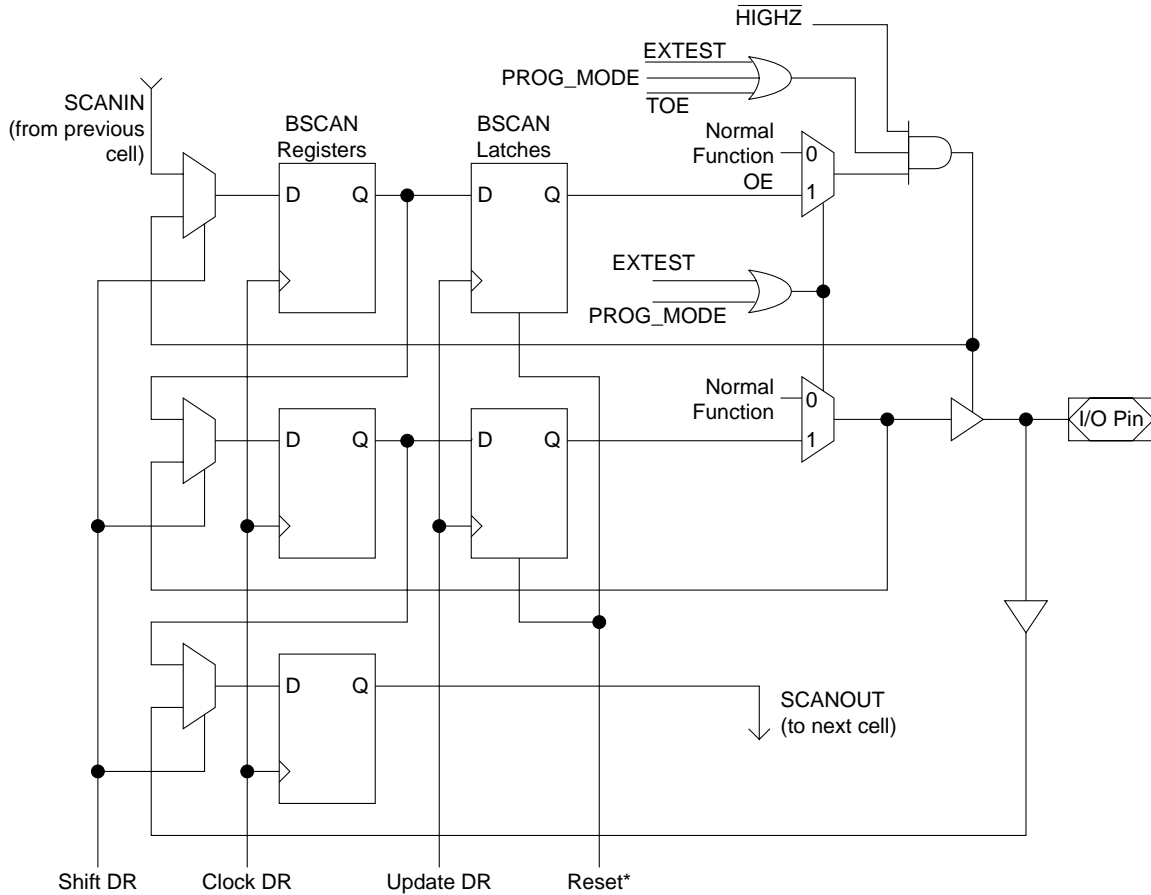 HIGHZ
EXTEST
PROG_MODE
TOE
SCANIN
(from previous
cell)
BSCAN
Registers
BSCAN
Latches
Normal
Function
OE
0
1
D Q
D Q
EXTEST
PROG_MODE
Normal
Function
0
1
D Q
D Q
I/O Pin
D Q
SCANOUT
(to next cell)
Shift DR
Clock DR
Update DR
Reset*